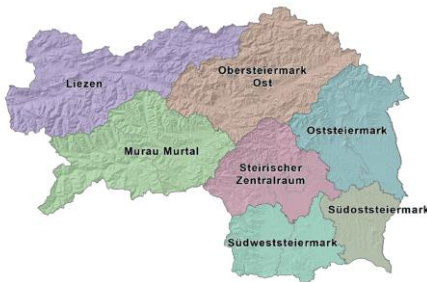 Obersteiermark
Ost
Liezen
Oststeiermark
Murau Murtal
Steirischer
Zentralraum
Südoststeiermark
Südweststeiermark